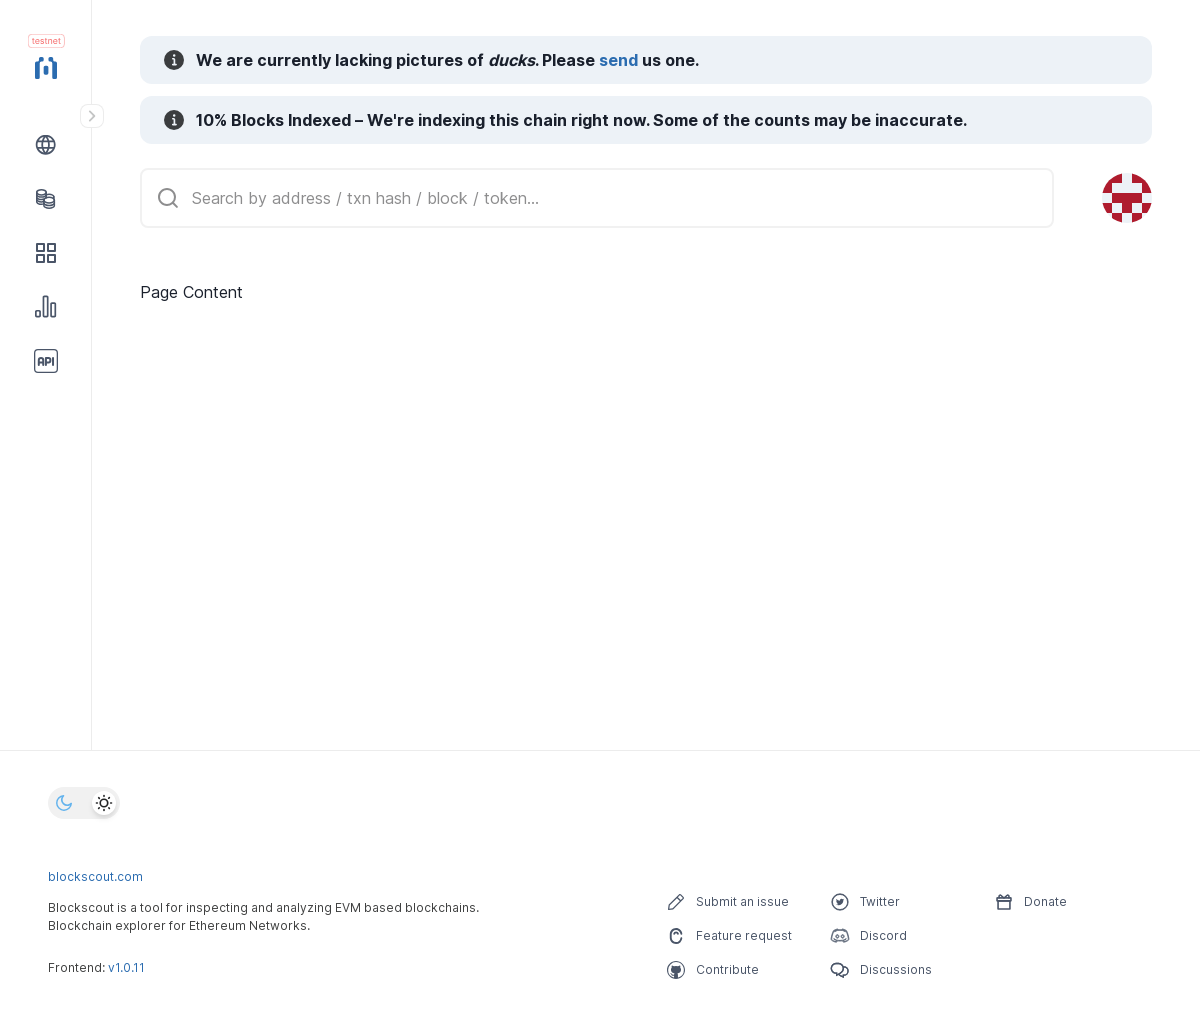 testnet
We are currently lacking pictures of ducks. Please send us one.
10% Blocks Indexed – We're indexing this chain right now. Some of the counts may be inaccurate.
Search by address / txn hash / block / token...
Page Content
API
blockscout.com
Blockscout is a tool for inspecting and analyzing EVM based blockchains.
Blockchain explorer for Ethereum Networks.
Frontend: v1.0.11
Submit an issue
Twitter
Donate
Feature request
Discord
Contribute
Discussions